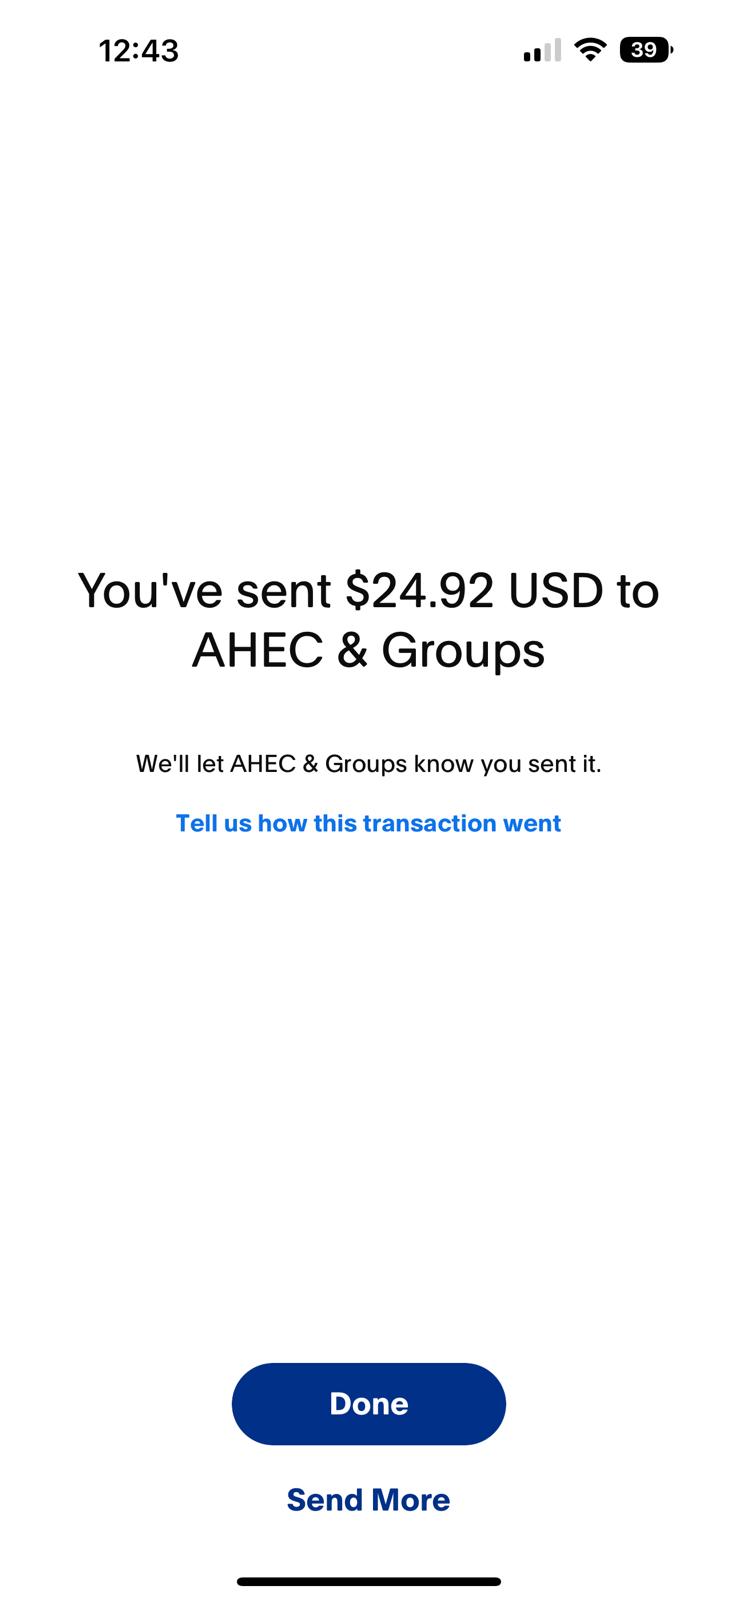 12:43
39
You've sent $24.92 USD to
AHEC & Groups
We'll let AHEC & Groups know you sent it.
Tell us how this transaction went
Done
Send More